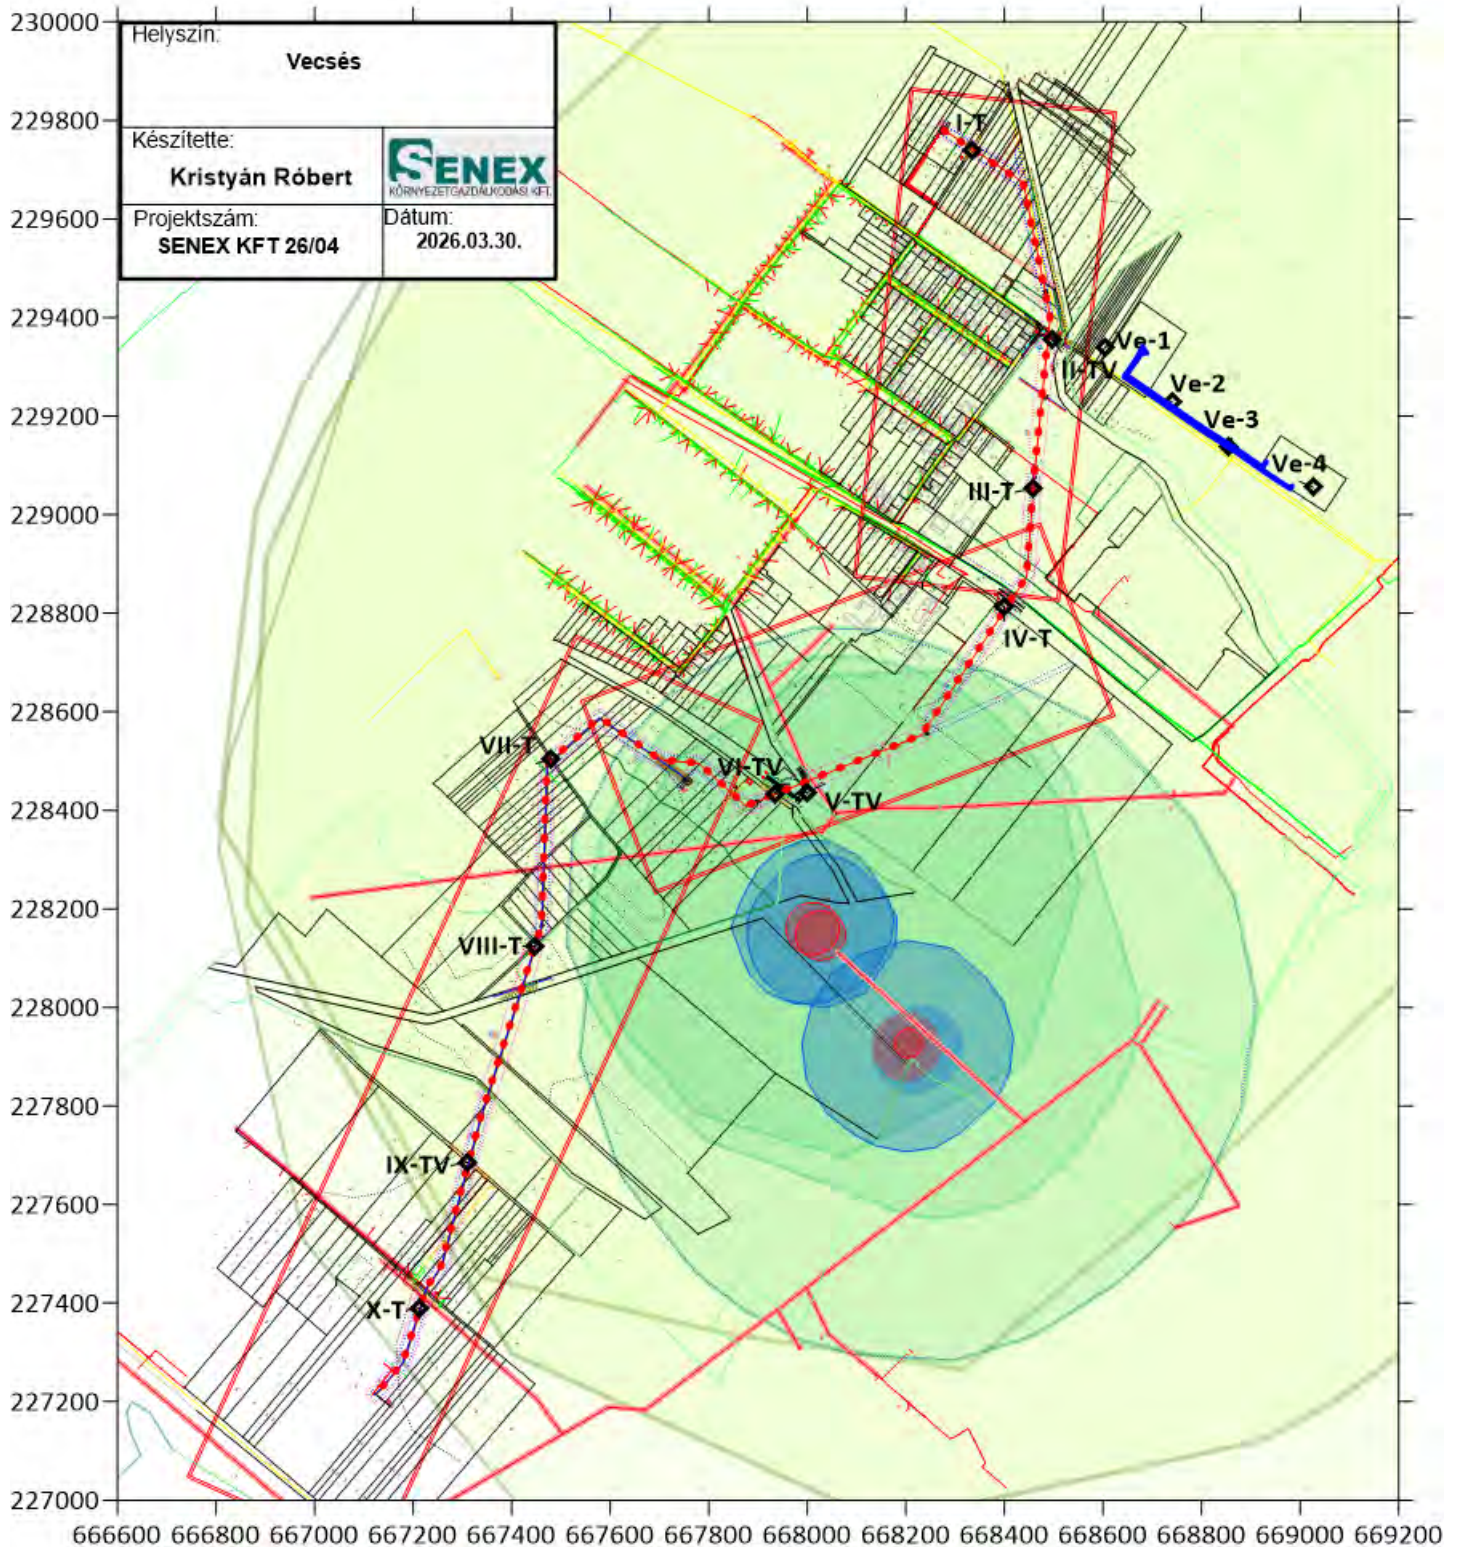 230000
229800
229600
229400
229200
229000
228800
228600
228400
228200
228000
227800
227600
227400
227200
227000
Helyszín:
Vecsés
Készítette:
Kristyán Róbert
SENEX
KÖRNYEZETGAZDÁLKODÁSI KFT.
Projektszám:
SENEX KFT 26/04
Dátum:
2026.03.30.
I-T
Ve-1
II-TV
Ve-2
Ve-3
Ve-4
III-T
IV-T
VII-T
VI-TV
V-TV
VIII-T
IX-TV
X-T
666600 666800 667000 667200 667400 667600 667800 668000 668200 668400 668600 668800 669000 669200